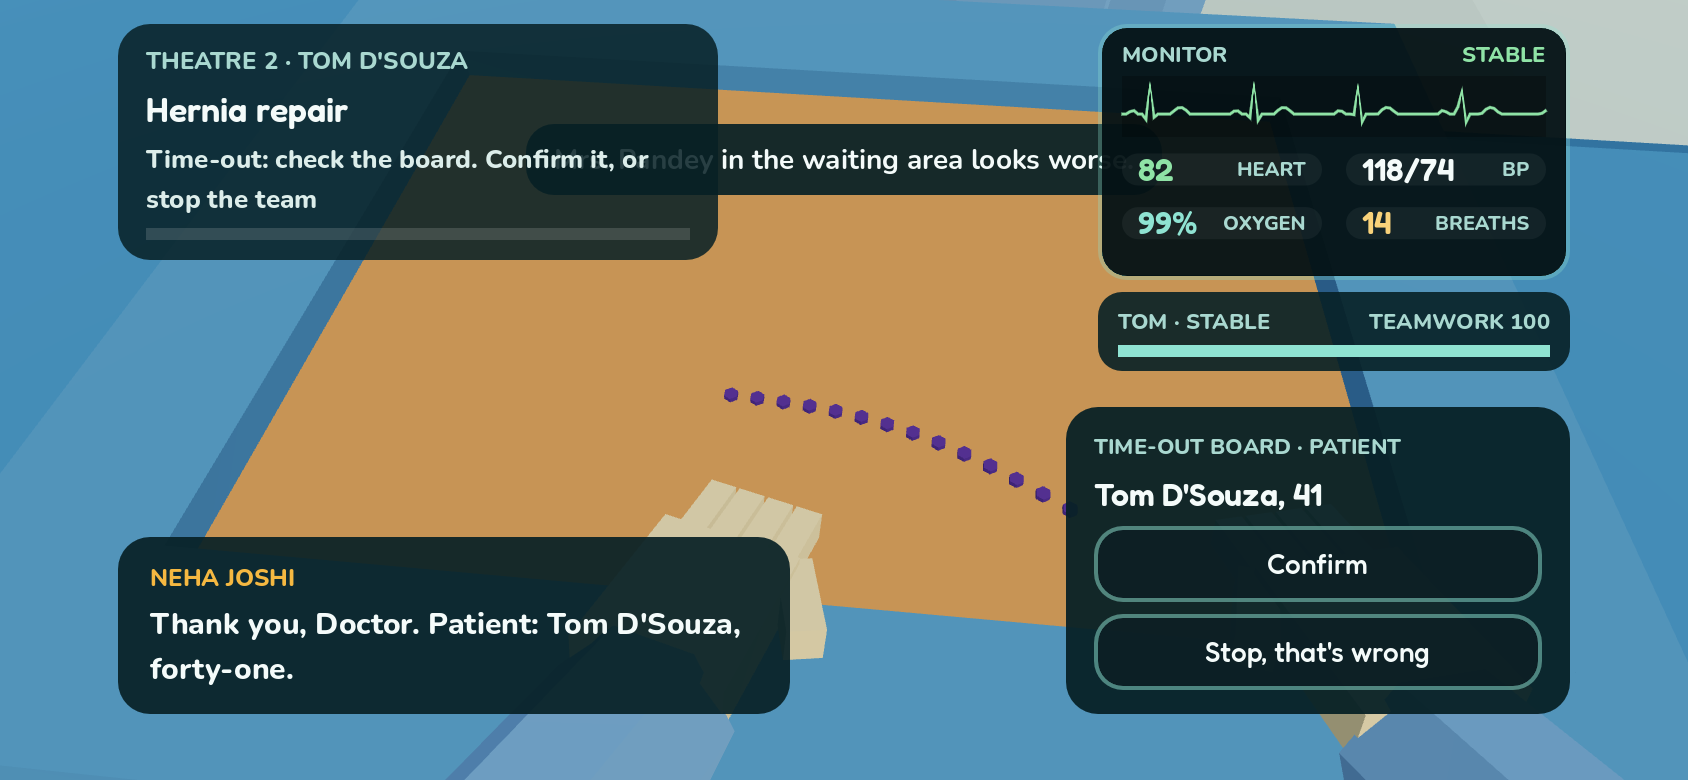 THEATRE 2 · TOM D'SOUZA
Hernia repair
Time-out: check the board. Confirm it, or
stop the team
Mrs. Pandey in the waiting area looks worse.
MONITOR STABLE
82 HEART 118/74 BP
99% OXYGEN 14 BREATHS
TOM · STABLE TEAMWORK 100
TIME-OUT BOARD · PATIENT
Tom D'Souza, 41
Confirm
Stop, that's wrong
NEHA JOSHI
Thank you, Doctor. Patient: Tom D'Souza,
forty-one.